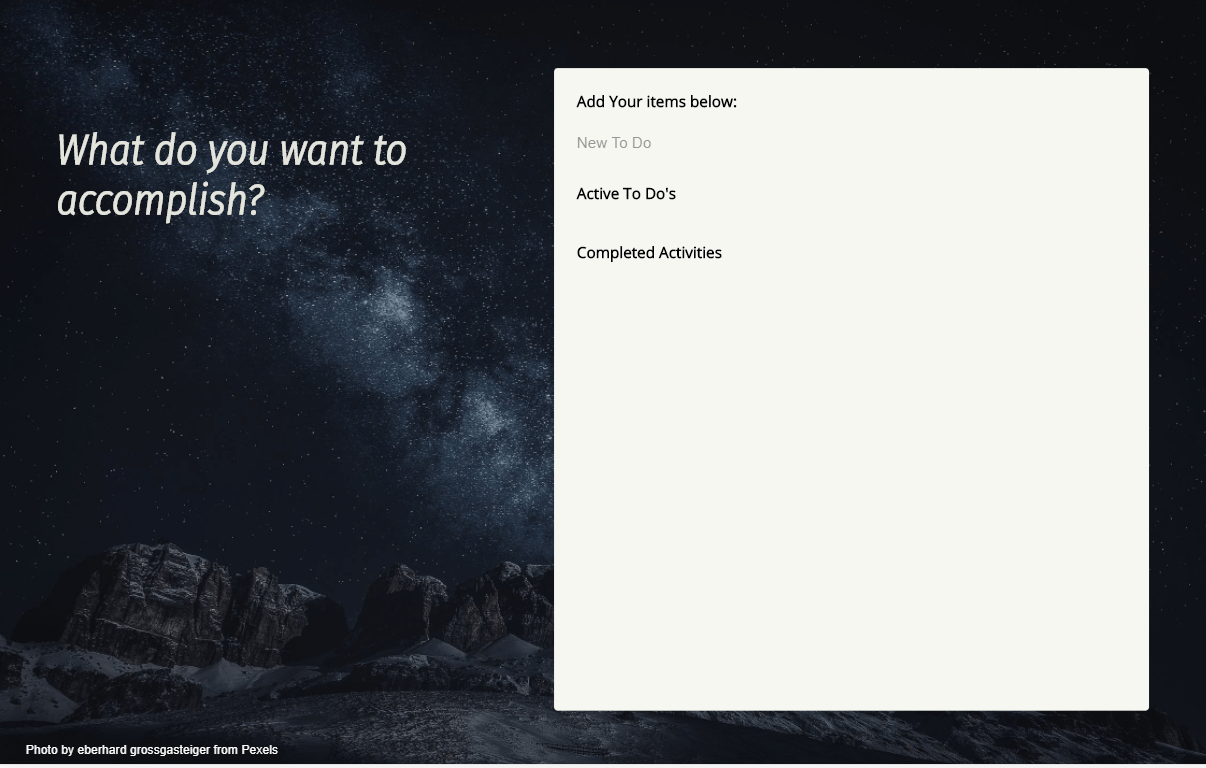 What do you want to
accomplish?
Add Your items below:
New To Do
Active To Do's
Completed Activities
Photo by eberhard grossgasteiger from Pexels